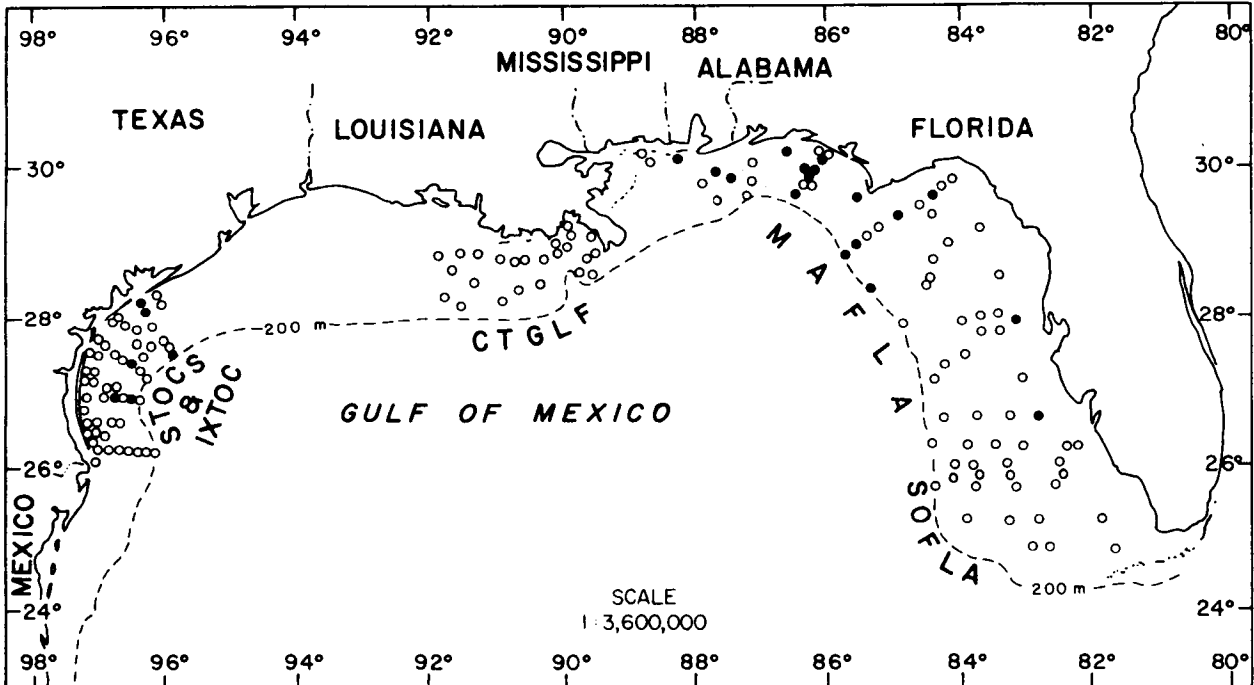 98° 96° 94° 92° 90° 88° 86° 84° 82° 80°
MISSISSIPPI
ALABAMA
TEXAS
LOUISIANA
FLORIDA
30° 30°
M A F L A
28° 28°
200 m
CTGLF
STOCS
&
IXTOC
GULF OF MEXICO
26° 26°
SOFLA
MEXICO
200 m
SCALE
1:3,600,000
24° 24°
98° 96° 94° 92° 90° 88° 86° 84° 82° 80°